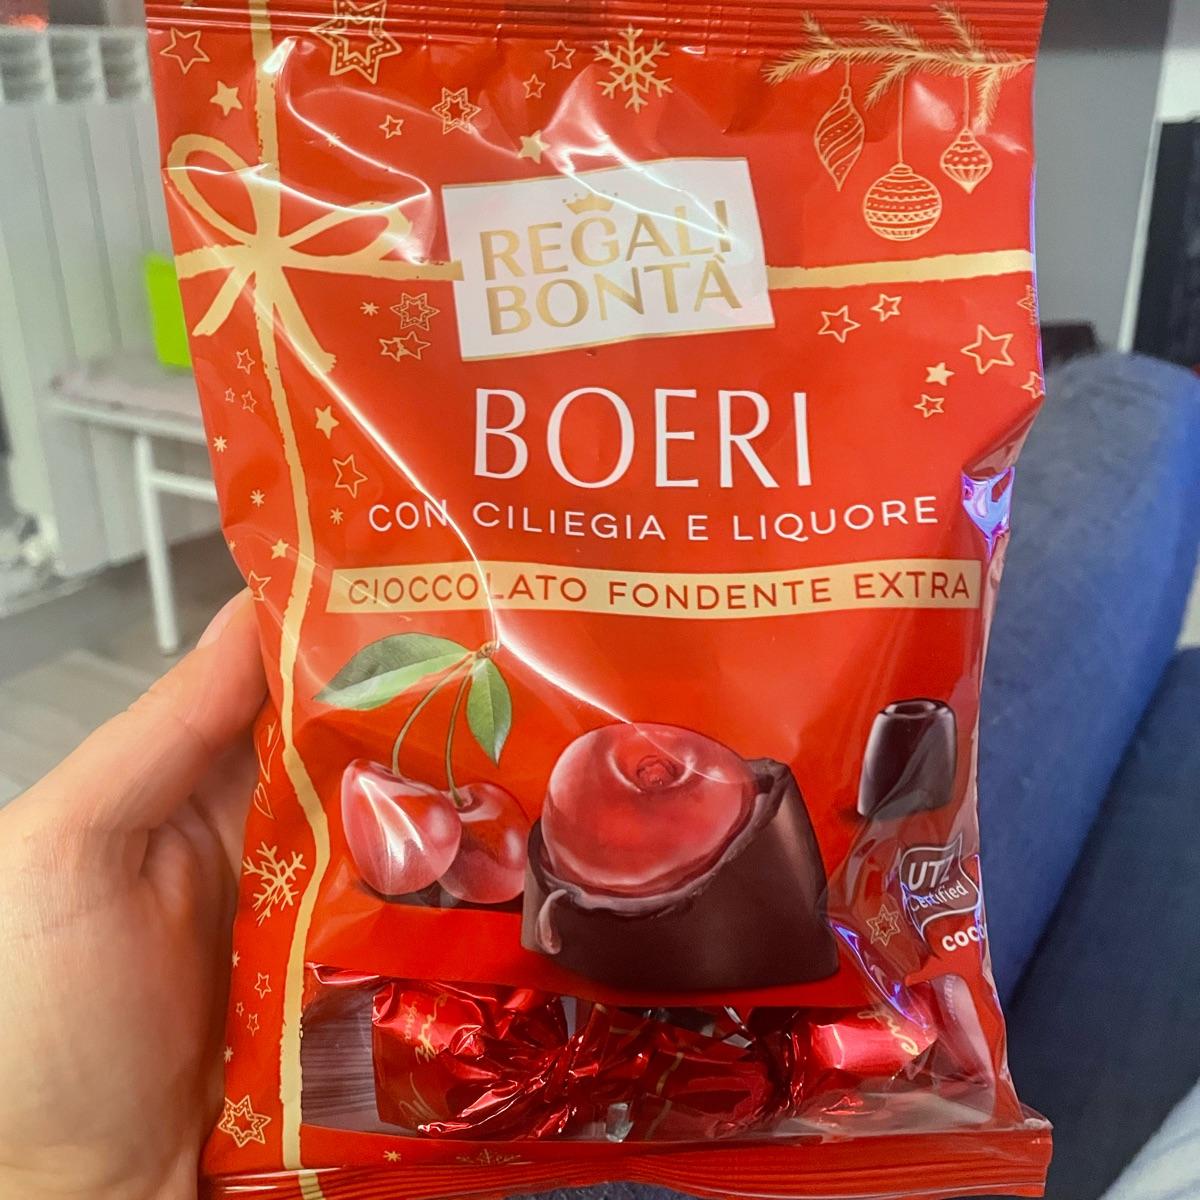 REGALI
BONTÀ
BOERI
CON CILIEGIA E LIQUORE
CIOCCOLATO FONDENTE EXTRA
UTZ
Certified